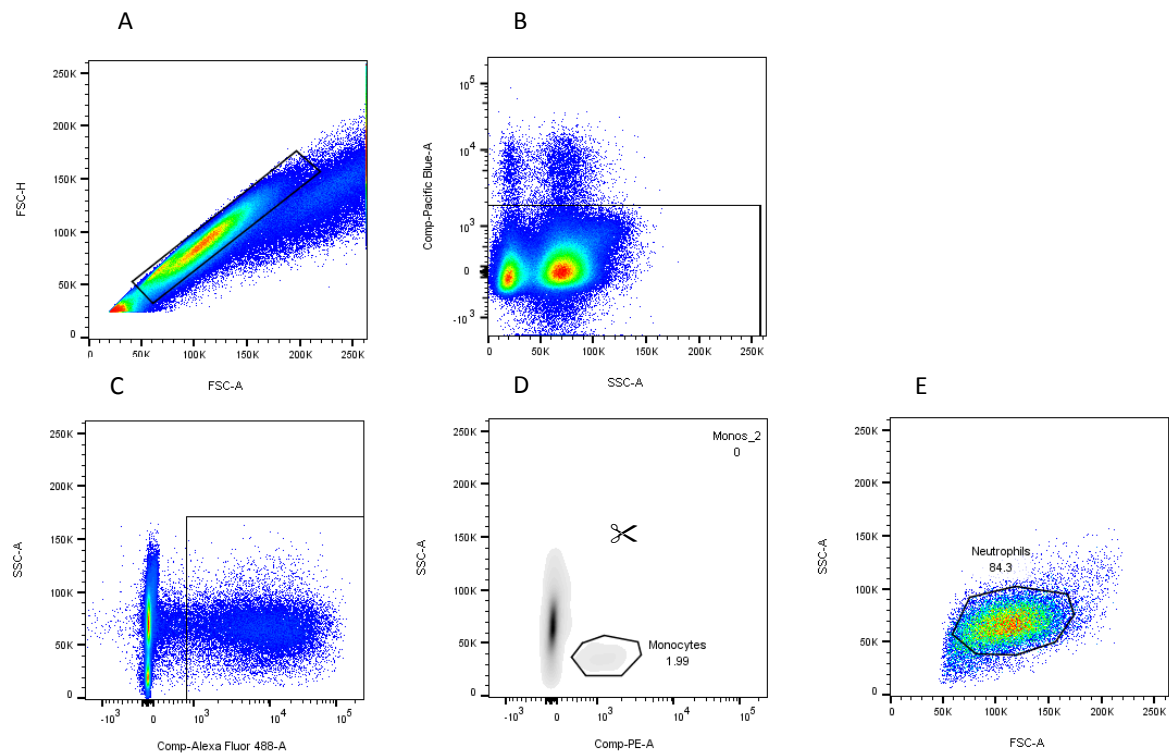 A
B
250K
200K
150K
100K
50K
0
FSC-H
0
50K
100K
150K
200K
250K
FSC-A
10^5
10^4
10^3
0
-10^3
Comp-Pacific Blue-A
0
50K
100K
150K
200K
250K
SSC-A
C
D
E
250K
200K
150K
100K
50K
0
SSC-A
-10^3
0
10^3
10^4
10^5
Comp-Alexa Fluor 488-A
250K
200K
150K
100K
50K
0
SSC-A
Monos_2
0
Monocytes
1.99
-10^3
0
10^3
10^4
10^5
Comp-PE-A
250K
200K
150K
100K
50K
0
SSC-A
Neutrophils
84.3
0
50K
100K
150K
200K
250K
FSC-A